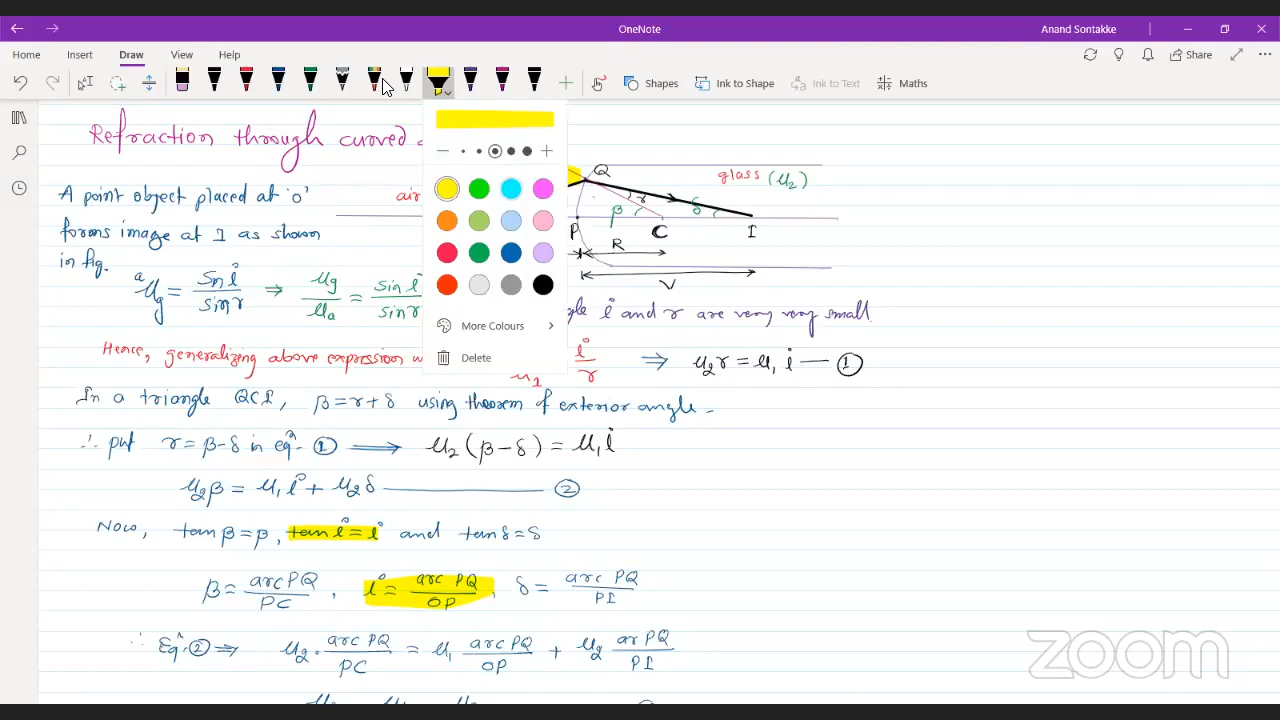 OneNote
Anand Sontakke
Home Insert Draw View Help
Share
Shapes Ink to Shape Ink to Text Maths
Refraction through curved
A point object placed at 'O'
forms image at I as shown
in fig.
air
Q
glass (μ2)
r
β δ
P C I
R
V
aμg = sin i / sin r ⇒ μg / μa = sin i / sin r
i and r are very very small
Hence, generalizing above expression
μ1 i / r ⇒ μ2 r = μ1 i — ①
In a triangle QCI, β = r + δ using theorem of exterior angle.
∴ put r = β - δ in eqn. ① ⟹ μ2 (β - δ) = μ1 i
μ2β = μ1 i + μ2 δ — ②
Now, tan β = β, tan i = i and tan δ = δ
β = arc PQ / PC, i = arc PQ / OP, δ = arc PQ / PI
∴ Eqn. ② ⇒ μ2 . arc PQ / PC = μ1 arc PQ / OP + μ2 ar PQ / PI
More Colours
Delete
zoom